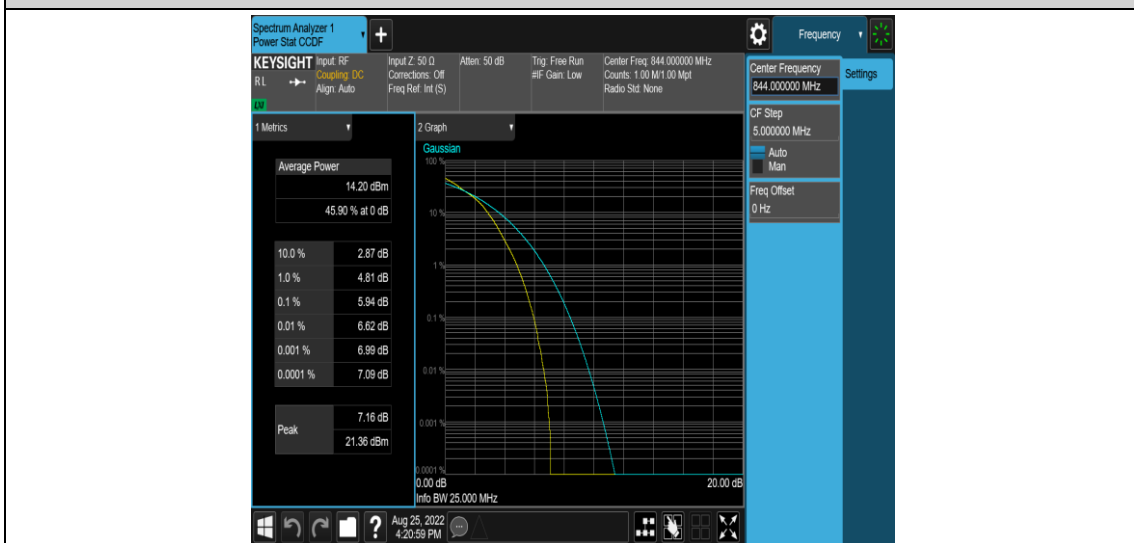 Spectrum Analyzer 1
Power Stat CCDF
+
Frequency
KEYSIGHT
RL
LNI
Input: RF
Coupling: DC
Align: Auto
Input Z: 50 Ω
Corrections: Off
Freq Ref: Int (S)
Atten: 50 dB
Trig: Free Run
#IF Gain: Low
Center Freq: 844.000000 MHz
Counts: 1.00 M/1.00 Mpt
Radio Std: None
Center Frequency
844.000000 MHz
Settings
CF Step
5.000000 MHz
Auto
Man
Freq Offset
0 Hz
1 Metrics
Average Power
14.20 dBm
45.90 % at 0 dB
10.0 % 2.87 dB
1.0 % 4.81 dB
0.1 % 5.94 dB
0.01 % 6.62 dB
0.001 % 6.99 dB
0.0001 % 7.09 dB
Peak
7.16 dB
21.36 dBm
2 Graph
Gaussian
100 %
10 %
1 %
0.1 %
0.01 %
0.001 %
0.0001 %
0.00 dB 20.00 dB
Info BW 25.000 MHz
?
Aug 25, 2022
4:20:59 PM